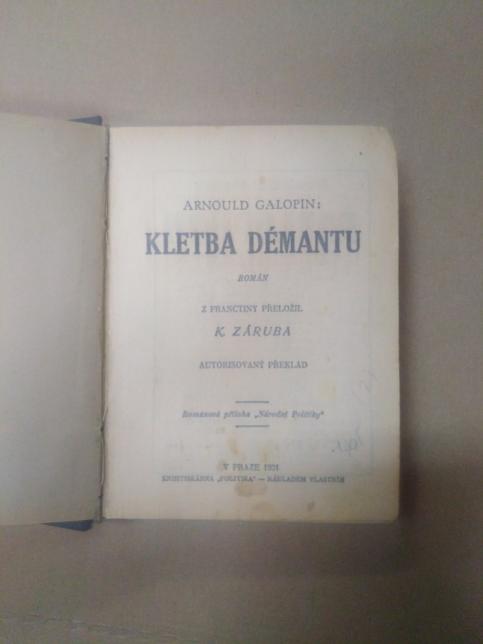 ARNOULD GALOPIN:
KLETBA DÉMANTU
ROMÁN
Z FRANCTINY PŘELOŽIL
K. ZÁRUBA
AUTORISOVANÝ PŘEKLAD
Románová příloha „Národní Politiky“
V PRAZE 1931
KNIHTISKÁRNA „POLITIKA“ — NÁKLADEM VLASTNÍM